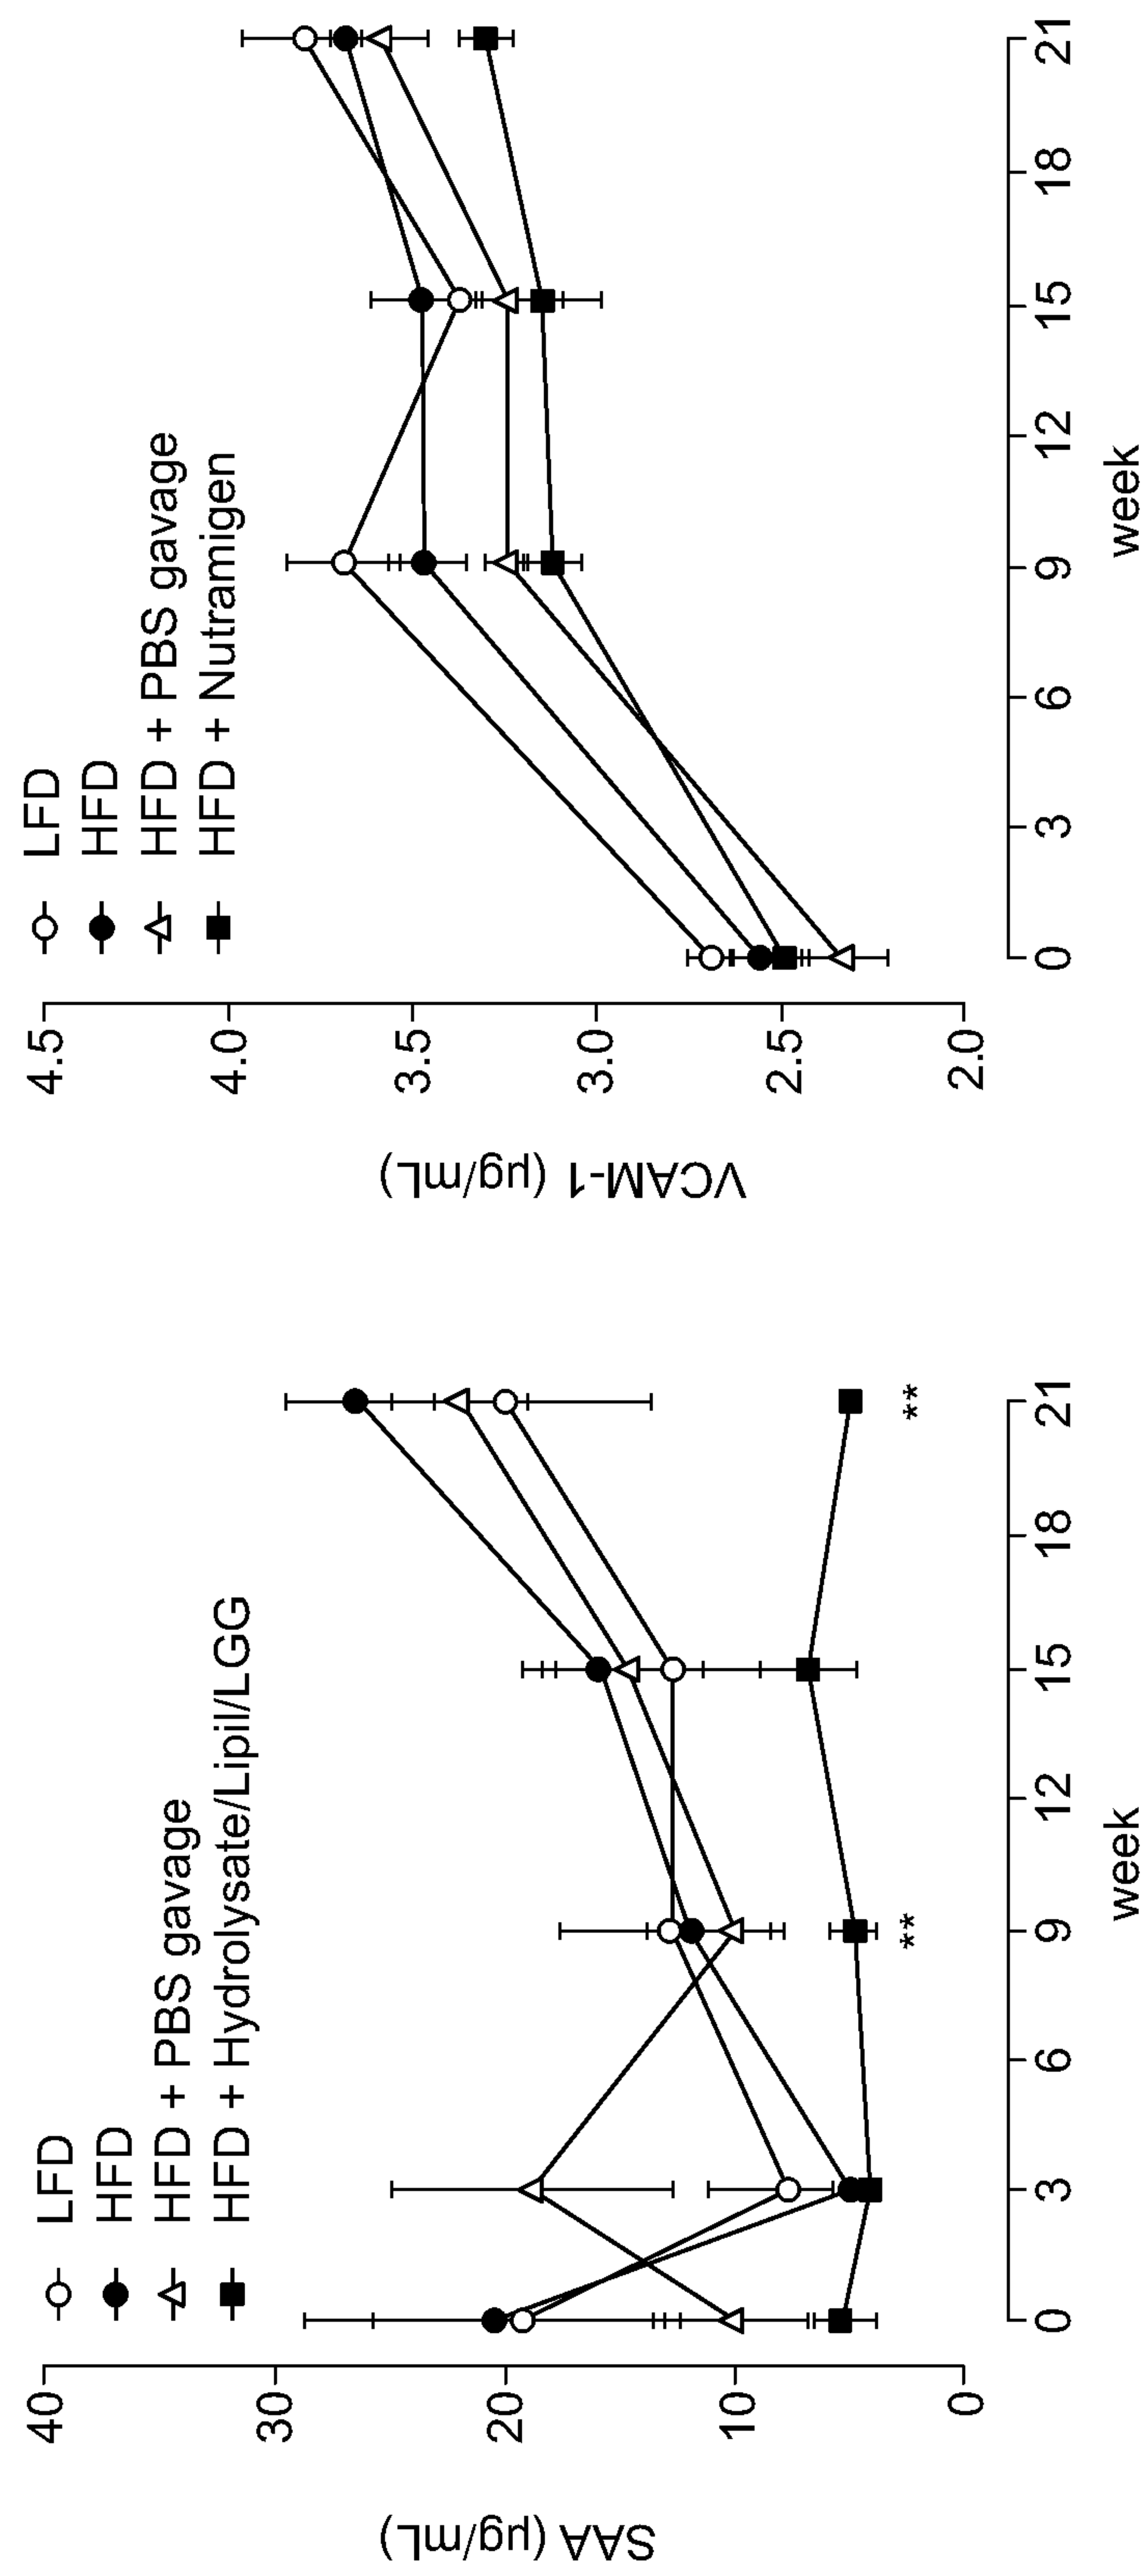 LFD
HFD
HFD + PBS gavage
HFD + Hydrolysate/Lipil/LGG
SAA (µg/mL)
40
30
20
10
0
**
**
0
3
6
9
12
15
18
21
week
LFD
HFD
HFD + PBS gavage
HFD + Nutramigen
VCAM-1 (µg/mL)
4.5
4.0
3.5
3.0
2.5
2.0
0
3
6
9
12
15
18
21
week